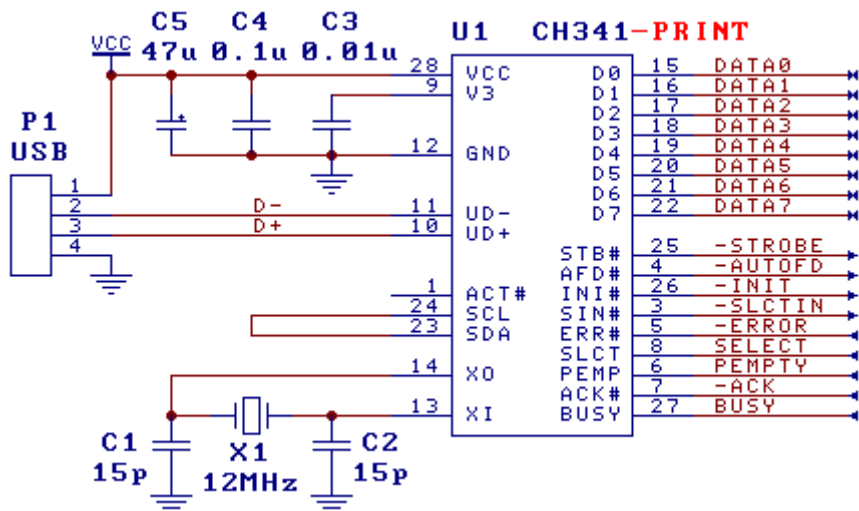 C5 C4 C3
VCC 47u 0.1u 0.01u
U1 CH341-PRINT
P1
USB
1
2
3
4
D-
D+
28 VCC
9 V3
12 GND
11 UD-
10 UD+
1 ACT#
24 SCL
23 SDA
14 XO
13 XI
D0 15 DATA0
D1 16 DATA1
D2 17 DATA2
D3 18 DATA3
D4 19 DATA4
D5 20 DATA5
D6 21 DATA6
D7 22 DATA7
STB# 25 -STROBE
AFD# 4 -AUTOFD
INI# 26 -INIT
SIN# 3 -SLCTIN
ERR# 5 -ERROR
SLCT 8 SELECT
PEMP 6 PEMPTY
ACK# 7 -ACK
BUSY 27 BUSY
C1 X1 C2
15p 12MHz 15p